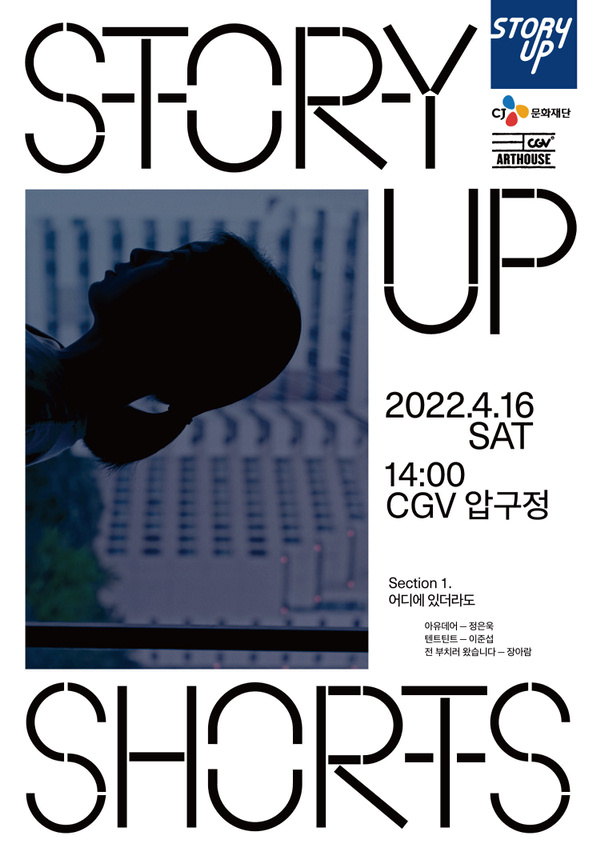 STORY
STORY
UP
CJ 문화재단
CGV
ARTHOUSE
UP
2022.4.16
SAT
14:00
CGV 압구정
Section 1.
어디에 있더라도
아유데어 – 정은욱
텐트틴트 – 이준섭
전 부치러 왔습니다 – 장아람
SHORTS